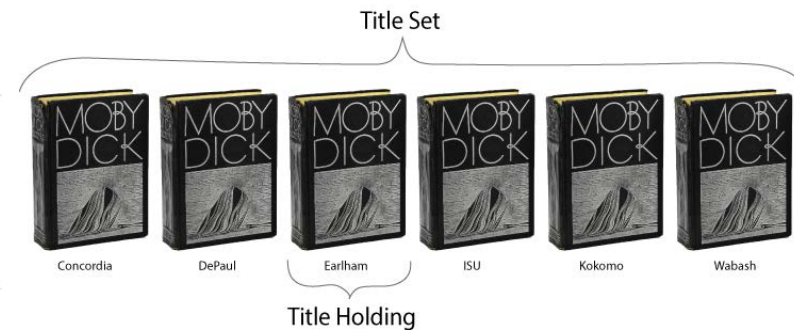 Title Set
MOBY
DICK
MOBY
DICK
MOBY
DICK
MOBY
DICK
MOBY
DICK
MOBY
DICK
Concordia
DePaul
Earlham
ISU
Kokomo
Wabash
Title Holding